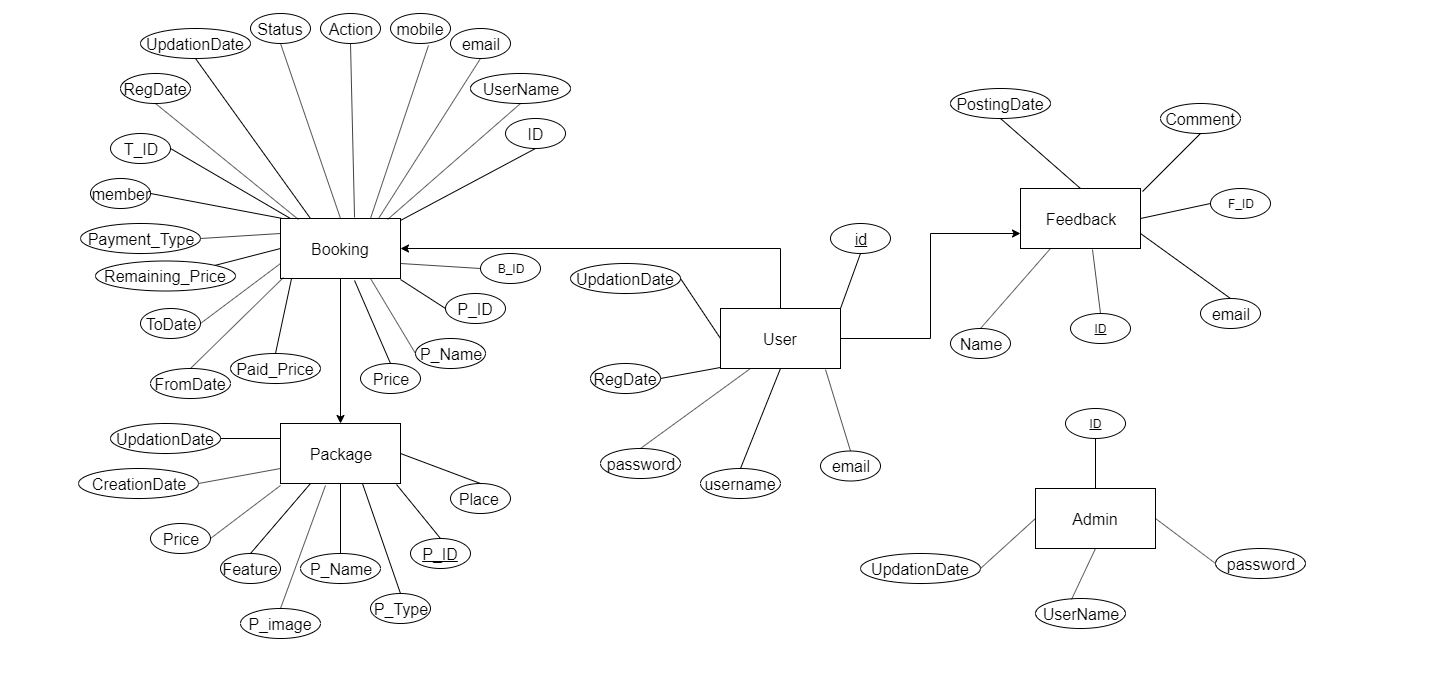 Status
Action
mobile
UpdationDate
email
RegDate
UserName
PostingDate
Comment
ID
T_ID
member
F_ID
Feedback
Payment_Type
id
Booking
B_ID
Remaining_Price
UpdationDate
P_ID
email
ToDate
ID
User
Name
P_Name
Paid_Price
Price
RegDate
FromDate
ID
UpdationDate
Package
password
email
CreationDate
username
Place
Admin
Price
P_ID
password
Feature
P_Name
UpdationDate
P_Type
UserName
P_image